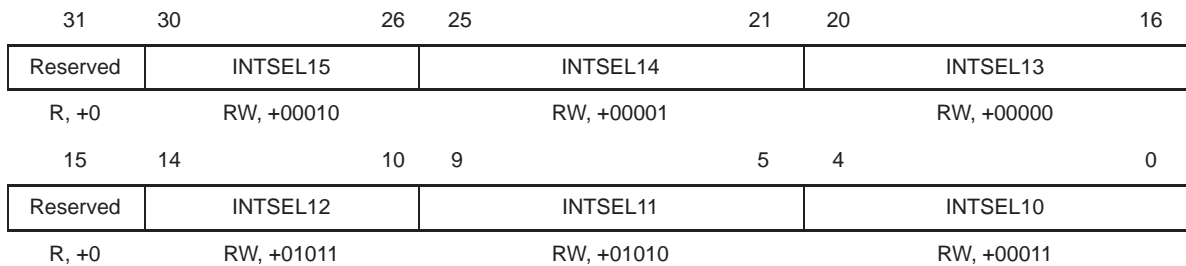 31 30 26 25 21 20 16
Reserved INTSEL15 INTSEL14 INTSEL13
R, +0 RW, +00010 RW, +00001 RW, +00000
15 14 10 9 5 4 0
Reserved INTSEL12 INTSEL11 INTSEL10
R, +0 RW, +01011 RW, +01010 RW, +00011